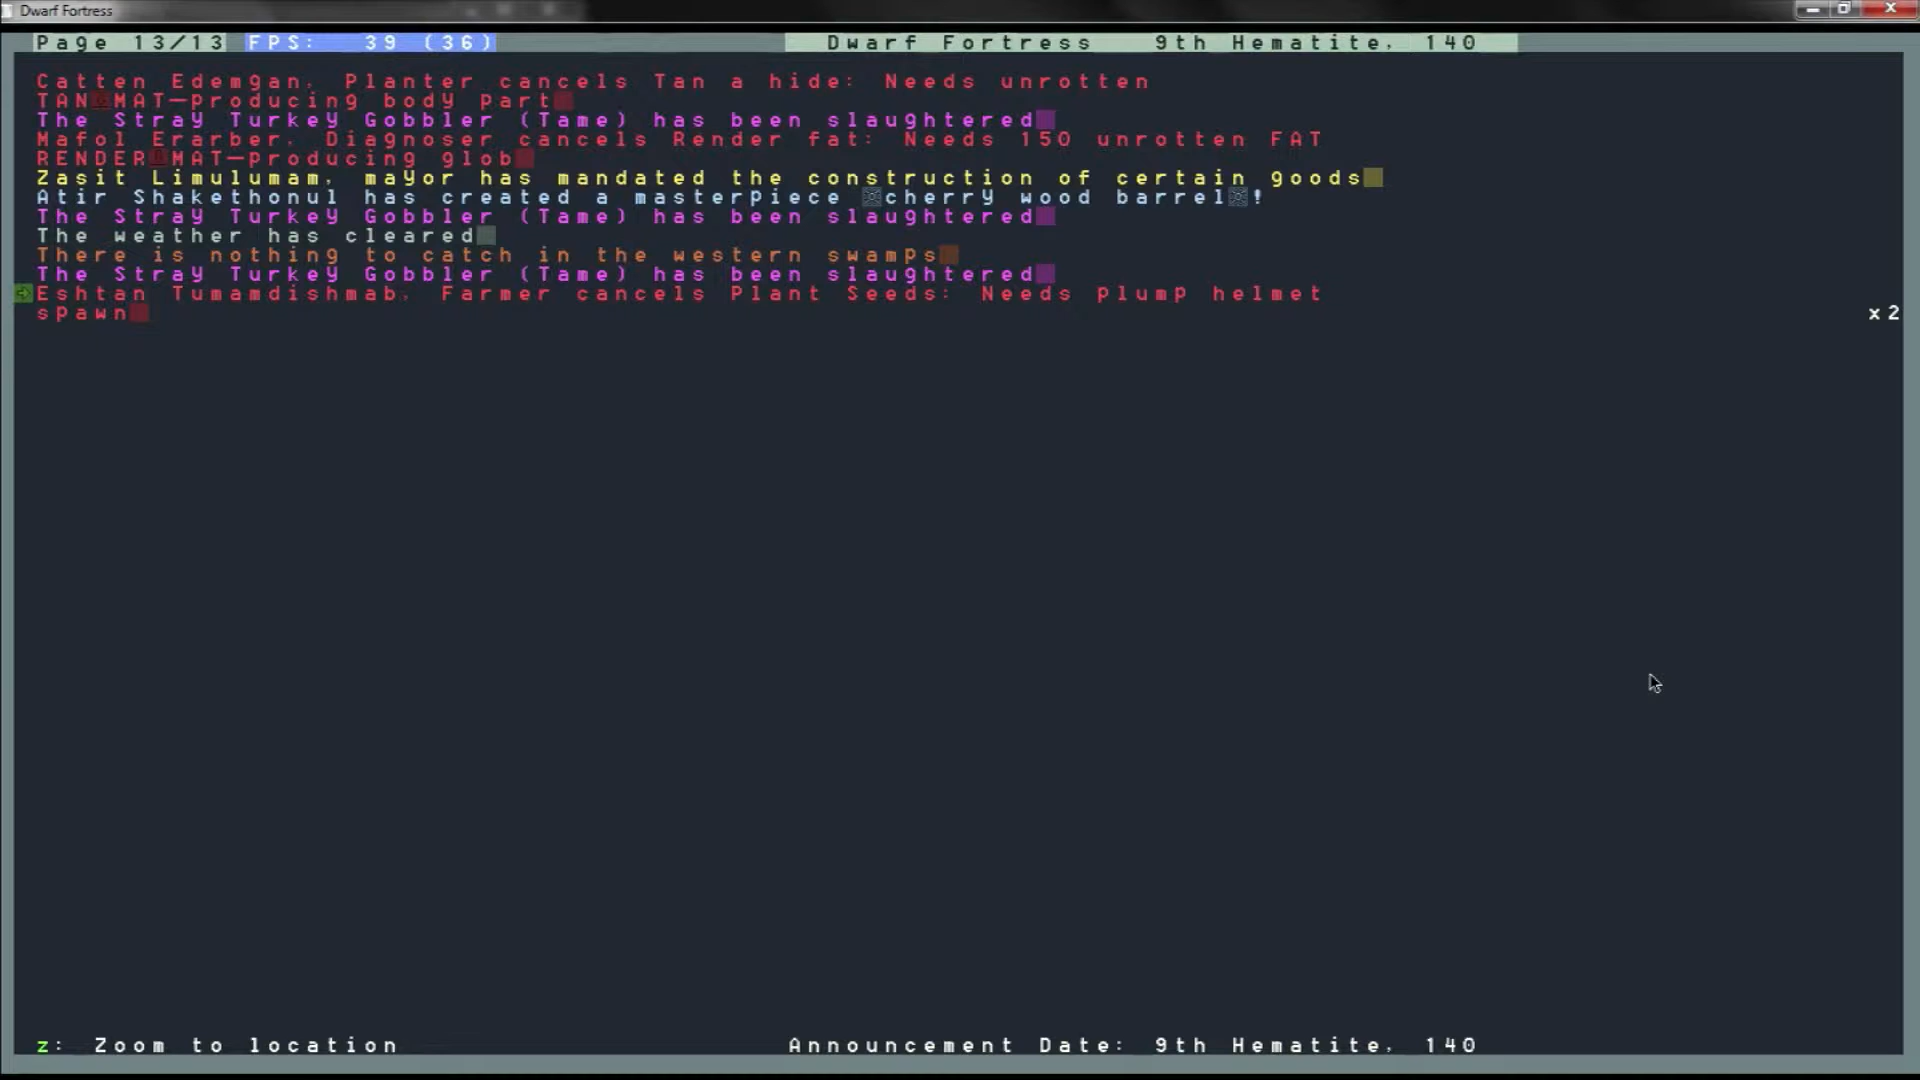 Dwarf Fortress
Page 13/13 FPS: 39 (36) Dwarf Fortress 9th Hematite, 140
Catten Edemgan, Planter cancels Tan a hide: Needs unrotten
TAN_MAT-producing body part.
The Stray Turkey Gobbler (Tame) has been slaughtered.
Mafol Erarber, Diagnoser cancels Render fat: Needs 150 unrotten FAT
RENDER_MAT-producing glob.
Zasit Limulumam, mayor has mandated the construction of certain goods.
Atir Shakethonul has created a masterpiece ☼cherry wood barrel☼!
The Stray Turkey Gobbler (Tame) has been slaughtered.
The weather has cleared.
There is nothing to catch in the western swamps.
The Stray Turkey Gobbler (Tame) has been slaughtered.
Eshtan Tumamdishmab, Farmer cancels Plant Seeds: Needs plump helmet
spawn. x2
z: Zoom to location Announcement Date: 9th Hematite, 140